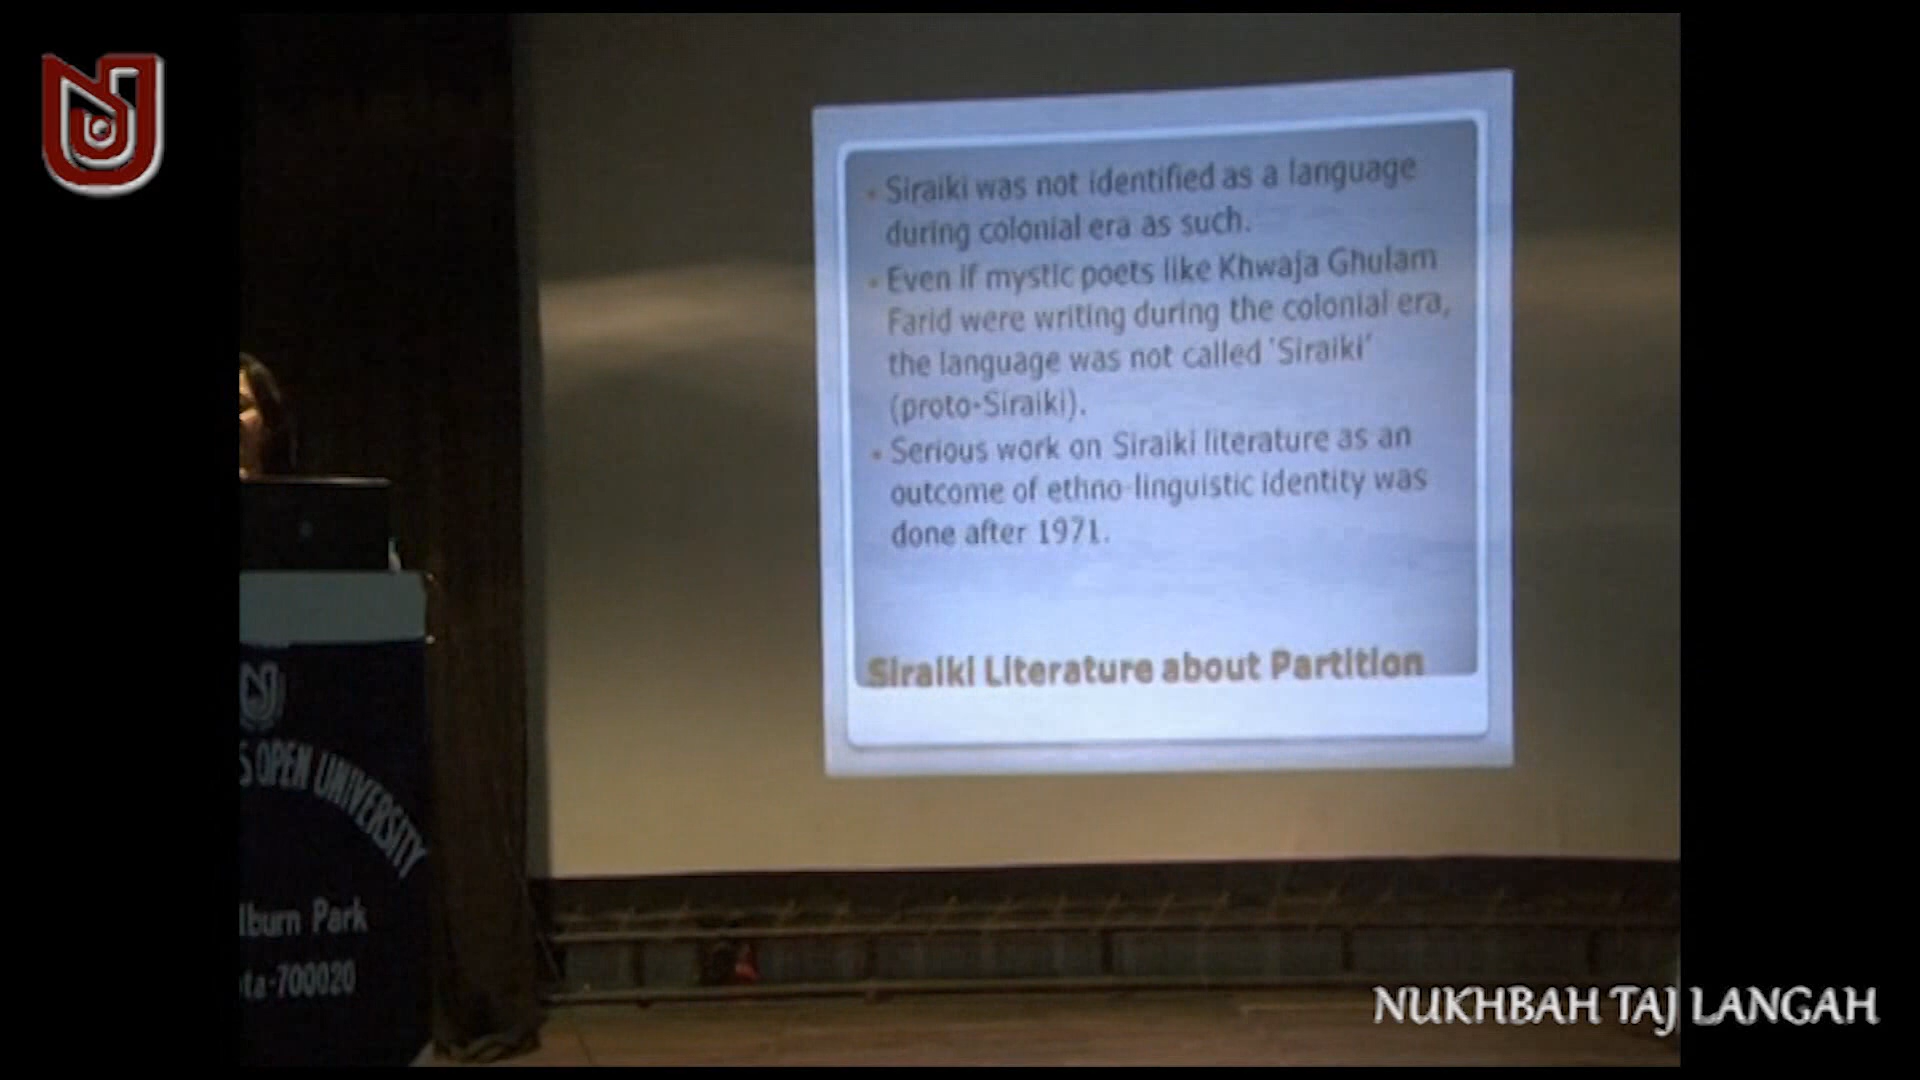 Siraiki was not identified as a language
during colonial era as such.
Even if mystic poets like Khwaja Ghulam
Farid were writing during the colonial era,
the language was not called 'Siraiki'
(proto-Siraiki).
Serious work on Siraiki literature as an
outcome of ethno-linguistic identity was
done after 1971.
Siraiki Literature about Partition
S OPEN UNIVERSITY
lburn Park
ta-700020
NUKHBAH TAJ LANGAH